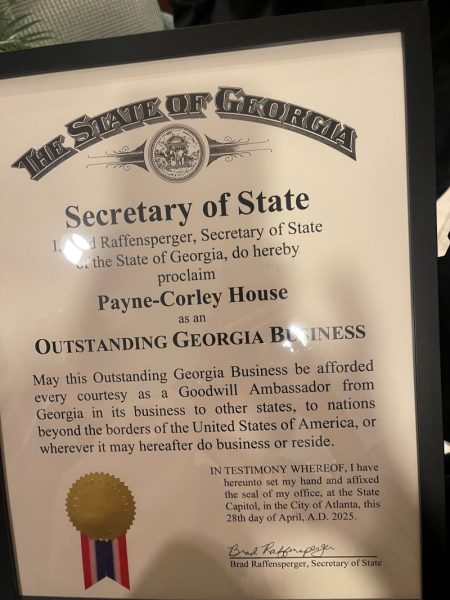 THE STATE OF GEORGIA
Secretary of State
I, Brad Raffensperger, Secretary of State
of the State of Georgia, do hereby
proclaim
Payne-Corley House
as an
OUTSTANDING GEORGIA BUSINESS
May this Outstanding Georgia Business be afforded
every courtesy as a Goodwill Ambassador from
Georgia in its business to other states, to nations
beyond the borders of the United States of America, or
wherever it may hereafter do business or reside.
IN TESTIMONY WHEREOF, I have
hereunto set my hand and affixed
the seal of my office, at the State
Capitol, in the City of Atlanta, this
28th day of April, A.D. 2025.
Brad Raffensperger
Brad Raffensperger, Secretary of State